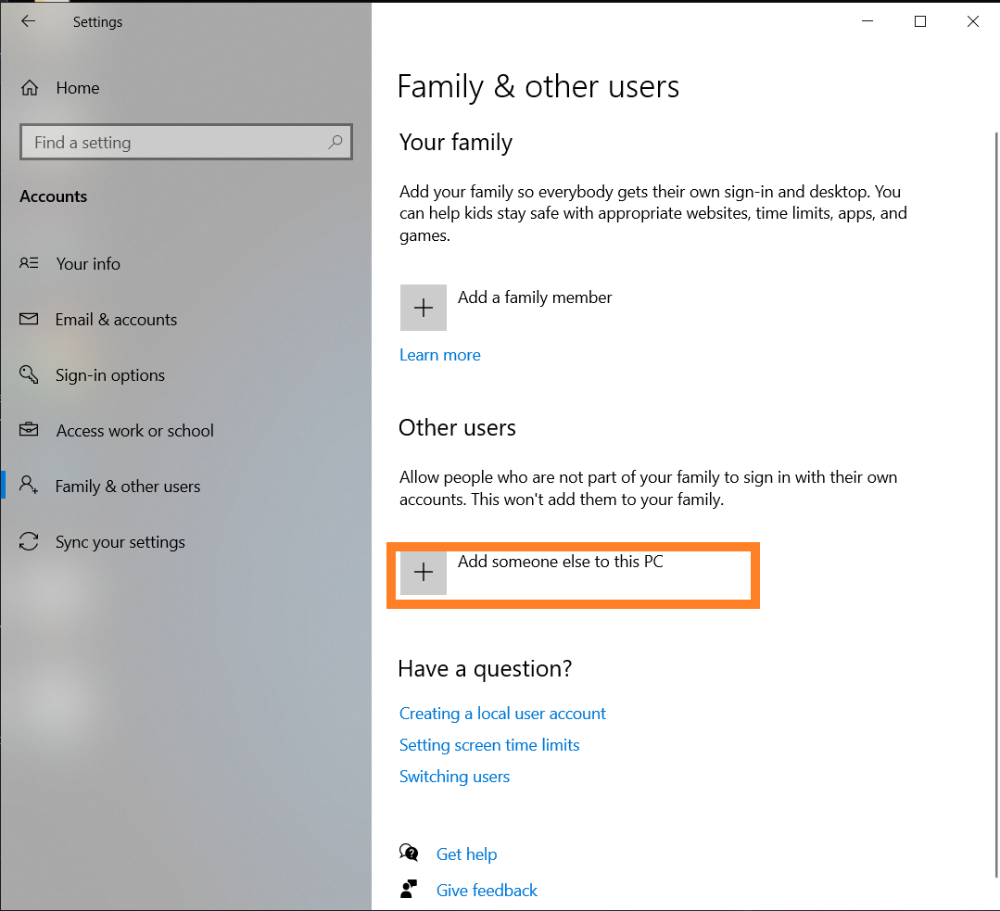 Settings
Home
Find a setting
Accounts
Your info
Email & accounts
Sign-in options
Access work or school
Family & other users
Sync your settings
Family & other users
Your family
Add your family so everybody gets their own sign-in and desktop. You
can help kids stay safe with appropriate websites, time limits, apps, and
games.
Add a family member
Learn more
Other users
Allow people who are not part of your family to sign in with their own
accounts. This won't add them to your family.
Add someone else to this PC
Have a question?
Creating a local user account
Setting screen time limits
Switching users
Get help
Give feedback